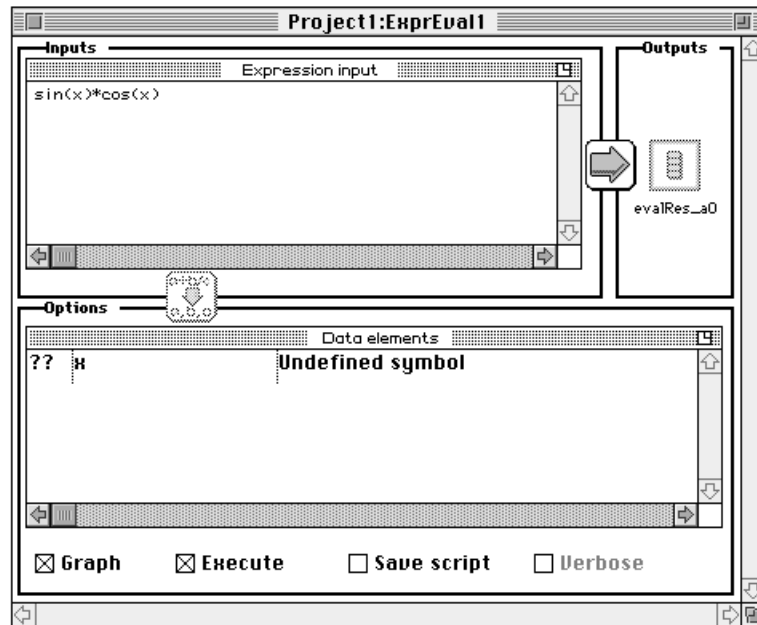 Project1:ExprEval1
Inputs
Outputs
Expression input
sin(x)*cos(x)
evalRes_a0
Options
Data elements
?? x Undefined symbol
Graph Execute Save script Verbose